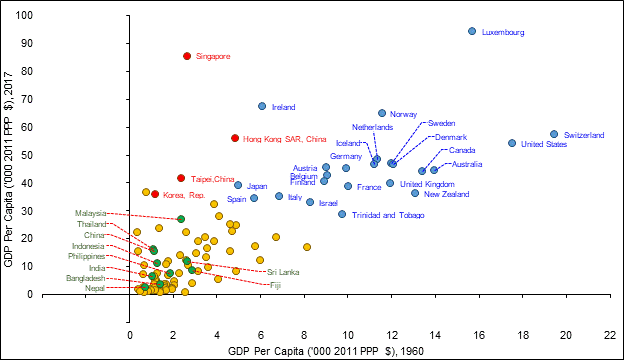 100
90
80
70
60
50
40
30
20
10
0
GDP Per Capita ('000 2011 PPP $), 2017
Luxembourg
Singapore
Ireland
Norway
Switzerland
Hong Kong SAR, China
Sweden
Netherlands
Denmark
United States
Iceland
Canada
Germany
Australia
Austria
Belgium
Finland
Taipei,China
Japan
France
United Kingdom
Korea, Rep.
Spain
Italy
Israel
New Zealand
Trinidad and Tobago
Malaysia
Thailand
China
Indonesia
Philippines
India
Bangladesh
Nepal
Sri Lanka
Fiji
0 2 4 6 8 10 12 14 16 18 20 22
GDP Per Capita ('000 2011 PPP $), 1960